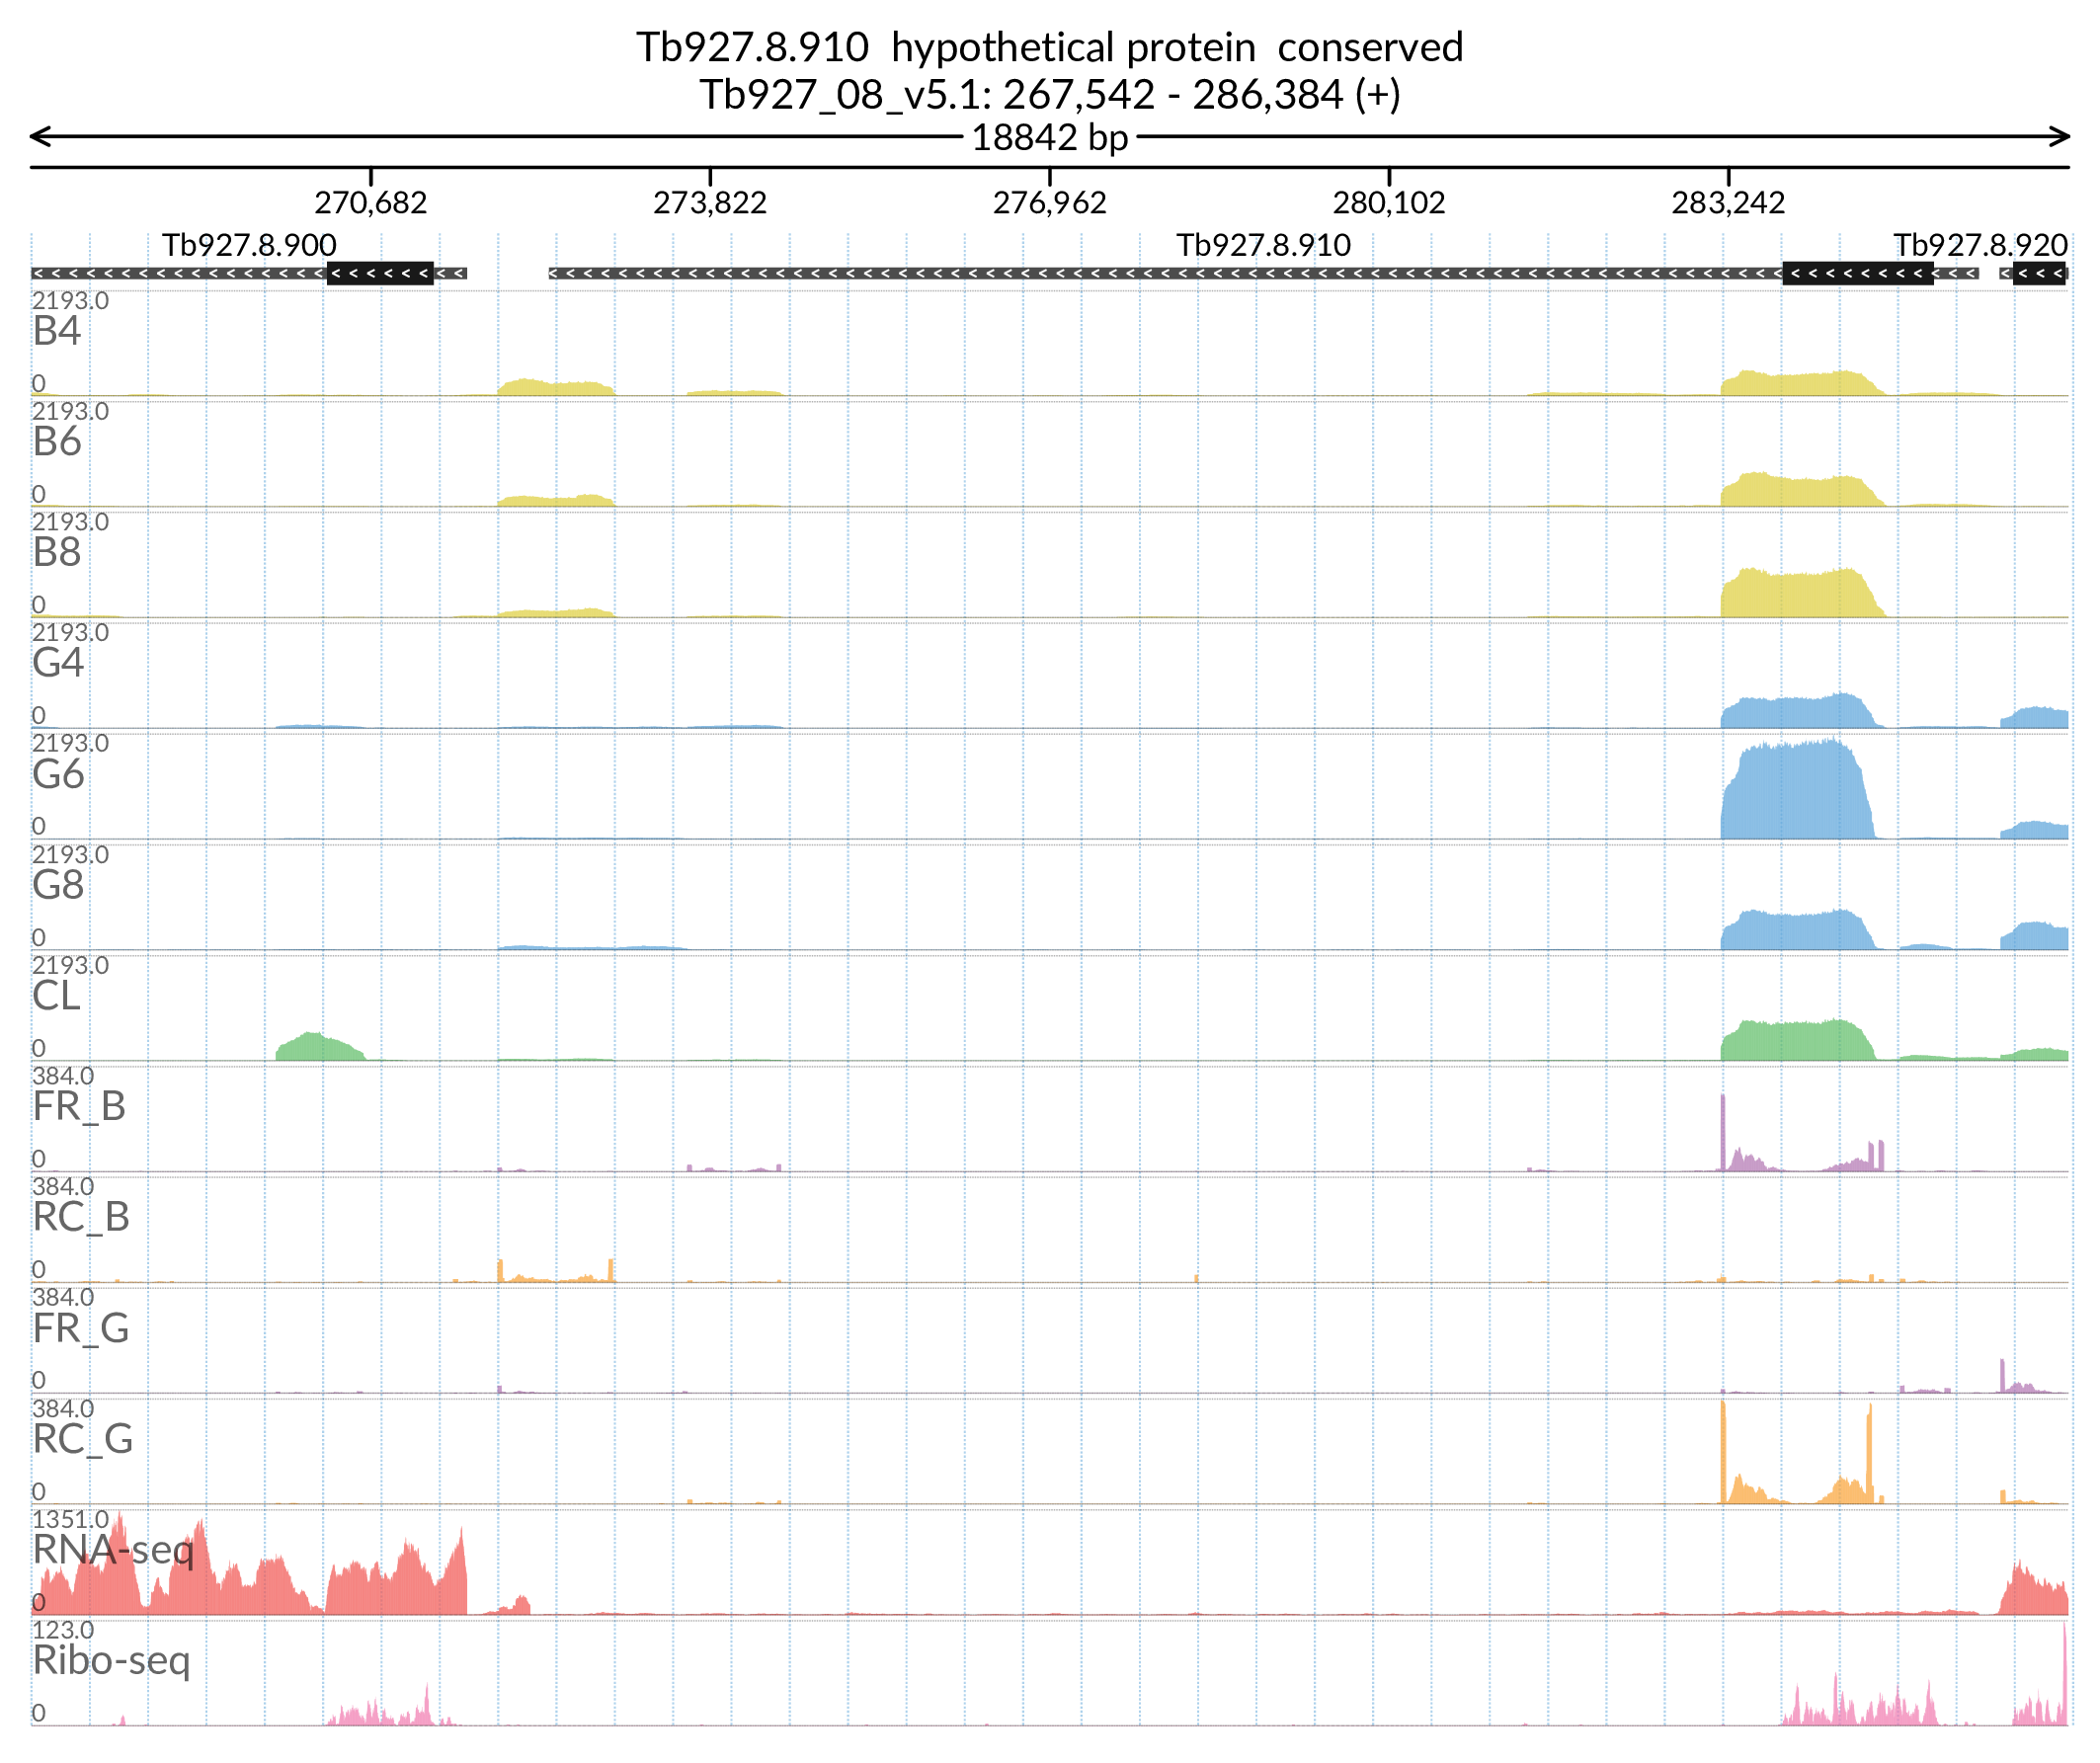 Tb927.8.910  hypothetical protein  conserved
Tb927_08_v5.1: 267,542 - 286,384 (+)
18842 bp
270,682 273,822 276,962 280,102 283,242
Tb927.8.900 Tb927.8.910 Tb927.8.920
2193.0
B4
0
2193.0
B6
0
2193.0
B8
0
2193.0
G4
0
2193.0
G6
0
2193.0
G8
0
2193.0
CL
0
384.0
FR_B
0
384.0
RC_B
0
384.0
FR_G
0
384.0
RC_G
0
1351.0
RNA-seq
0
123.0
Ribo-seq
0